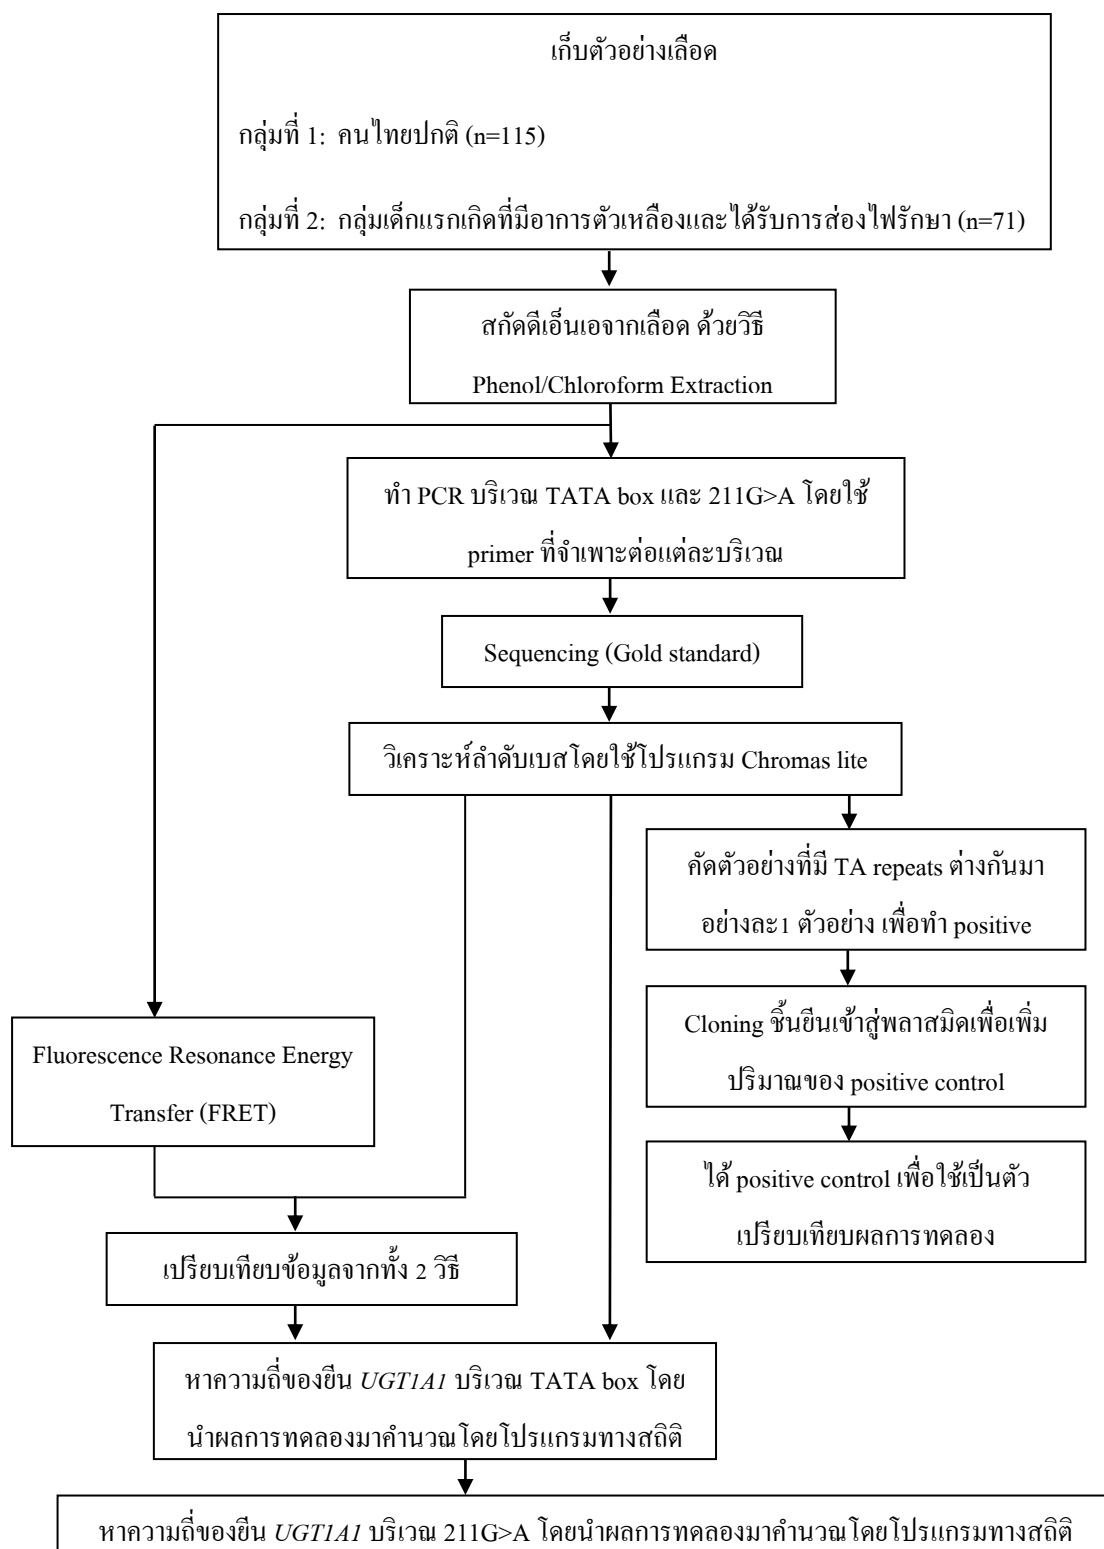 เก็บตัวอย่างเลือด
กลุ่มที่ 1: คนไทยปกติ (n=115)
กลุ่มที่ 2: กลุ่มเด็กแรกเกิดที่มีอาการตัวเหลืองและได้รับการส่องไฟรักษา (n=71)
สกัดดีเอ็นเอจากเลือด ด้วยวิธี
Phenol/Chloroform Extraction
ทำ PCR บริเวณ TATA box และ 211G>A โดยใช้
primer ที่จำเพาะต่อแต่ละบริเวณ
Sequencing (Gold standard)
วิเคราะห์ลำดับเบสโดยใช้โปรแกรม Chromas lite
คัดตัวอย่างที่มี TA repeats ต่างกันมา
อย่างละ1 ตัวอย่าง เพื่อทำ positive
Cloning ชิ้นยีนเข้าสู่พลาสมิดเพื่อเพิ่ม
ปริมาณของ positive control
Fluorescence Resonance Energy
Transfer (FRET)
ได้ positive control เพื่อใช้เป็นตัว
เปรียบเทียบผลการทดลอง
เปรียบเทียบข้อมูลจากทั้ง 2 วิธี
หาความถี่ของยีน UGT1A1 บริเวณ TATA box โดย
นำผลการทดลองมาคำนวณโดยโปรแกรมทางสถิติ
หาความถี่ของยีน UGT1A1 บริเวณ 211G>A โดยนำผลการทดลองมาคำนวณโดยโปรแกรมทางสถิติ